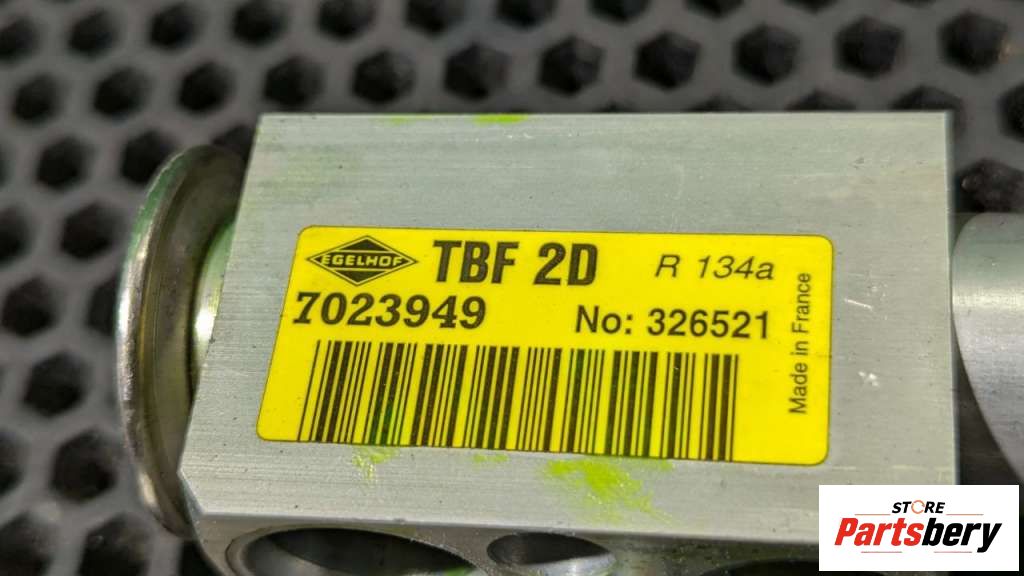 EGELHOF TBF 2D R 134a
7023949 No: 326521
Made in France
STORE
Partsbery